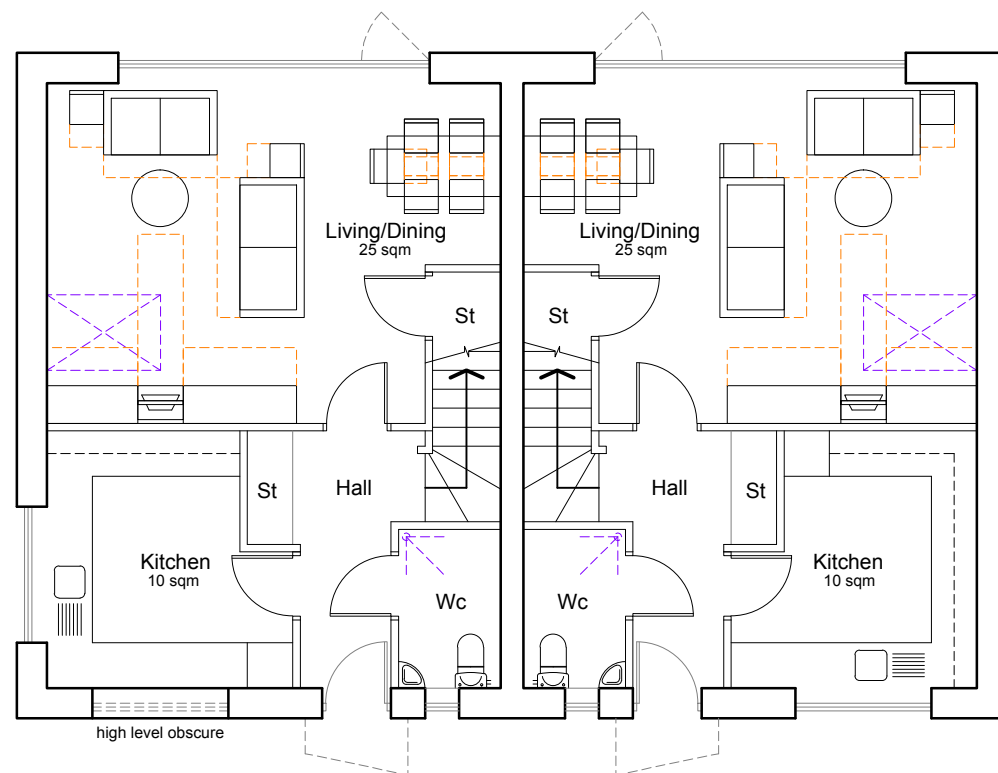 Living/Dining
25 sqm
Living/Dining
25 sqm
St
St
St
Hall
Hall
St
Kitchen
10 sqm
Kitchen
10 sqm
Wc
Wc
high level obscure